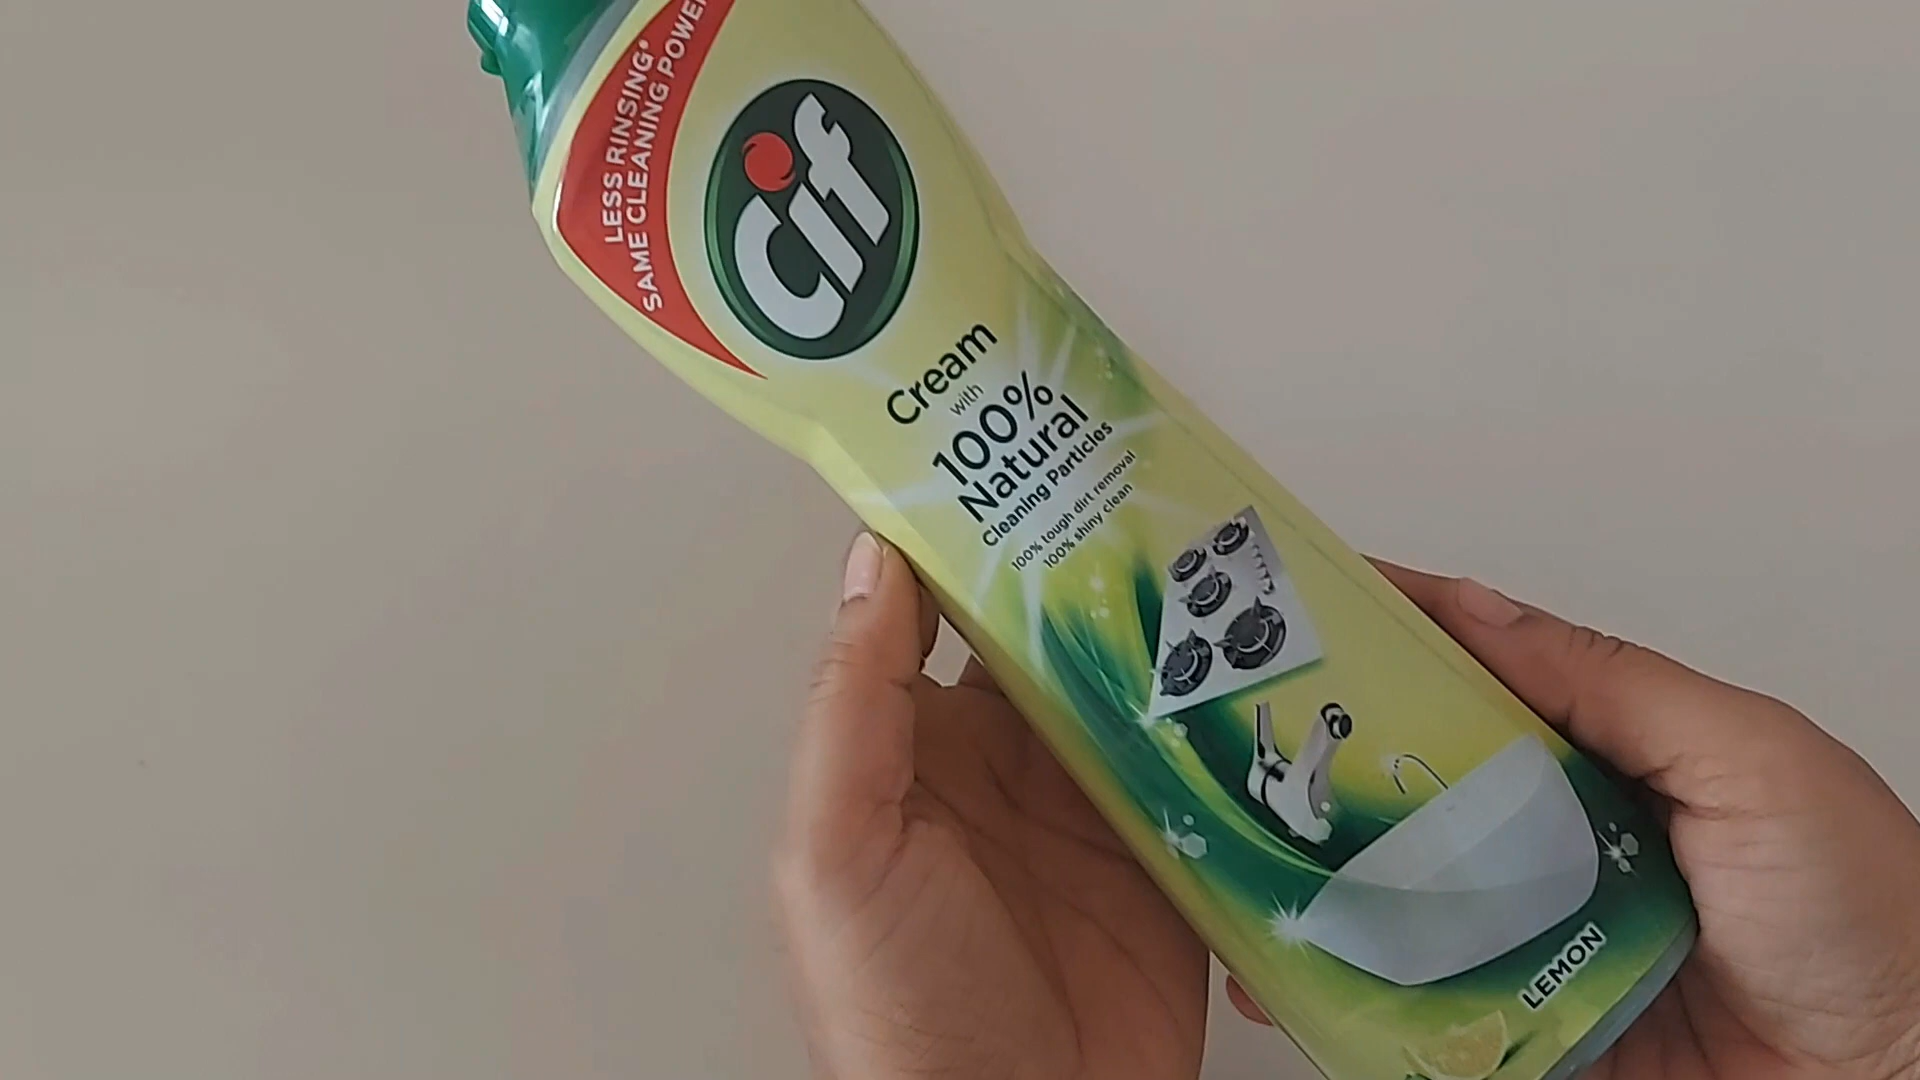 LESS RINSING*
SAME CLEANING POWER
Cif
Cream
with
100%
Natural
Cleaning Particles
100% tough dirt removal
100% shiny clean
LEMON